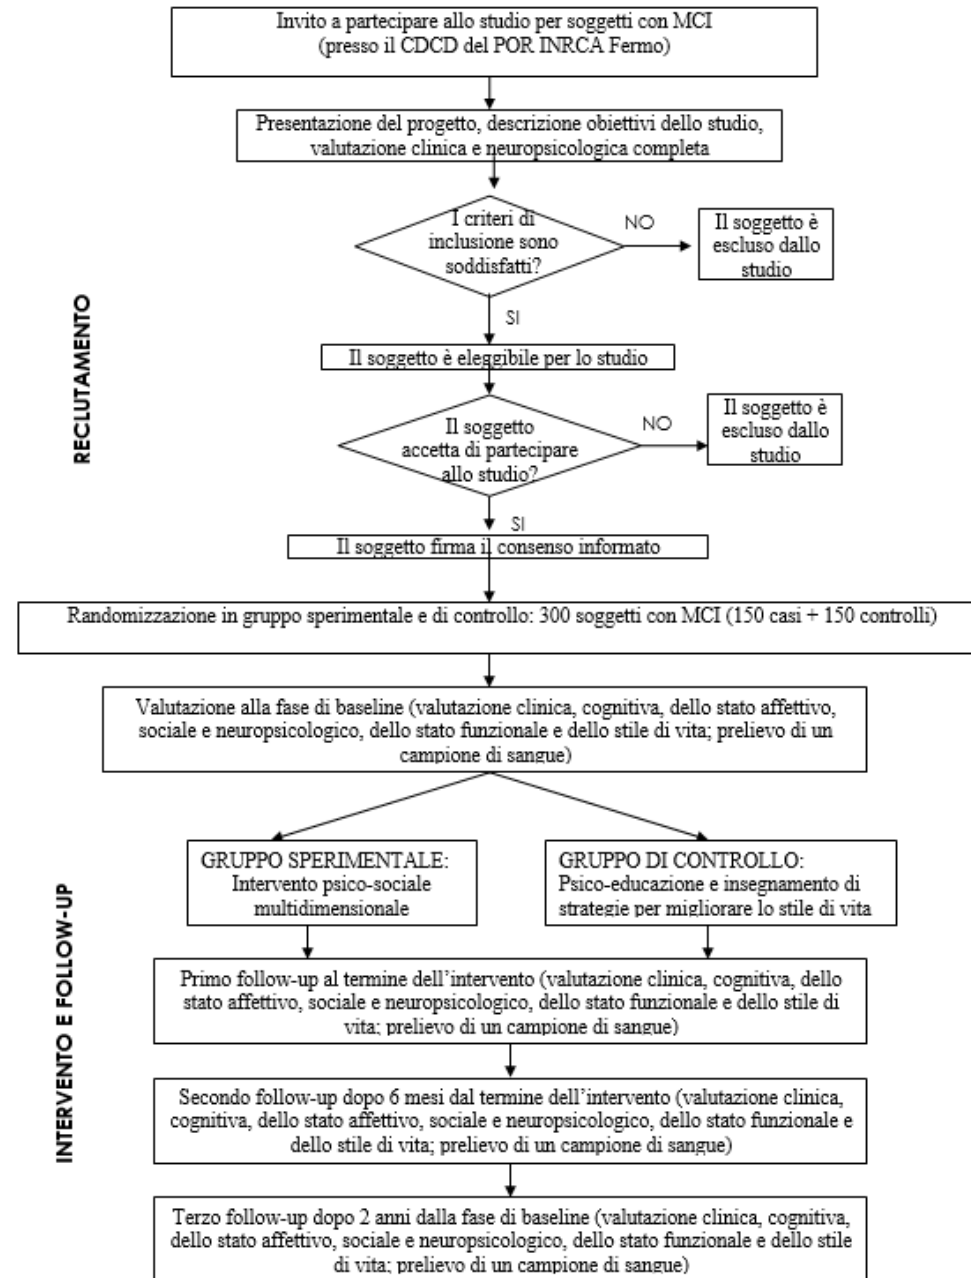 Invito a partecipare allo studio per soggetti con MCI
(presso il CDCD del POR INRCA Fermo)
Presentazione del progetto, descrizione obiettivi dello studio,
valutazione clinica e neuropsicologica completa
I criteri di
inclusione sono
soddisfatti?
NO
Il soggetto è
escluso dallo
studio
SI
Il soggetto è eleggibile per lo studio
Il soggetto
accetta di partecipare
allo studio?
NO
Il soggetto è
escluso dallo
studio
SI
Il soggetto firma il consenso informato
RECLUTAMENTO
Randomizzazione in gruppo sperimentale e di controllo: 300 soggetti con MCI (150 casi + 150 controlli)
Valutazione alla fase di baseline (valutazione clinica, cognitiva, dello stato affettivo,
sociale e neuropsicologico, dello stato funzionale e dello stile di vita; prelievo di un
campione di sangue)
GRUPPO SPERIMENTALE:
Intervento psico-sociale
multidimensionale
GRUPPO DI CONTROLLO:
Psico-educazione e insegnamento di
strategie per migliorare lo stile di vita
INTERVENTO E FOLLOW-UP
Primo follow-up al termine dell'intervento (valutazione clinica, cognitiva, dello
stato affettivo, sociale e neuropsicologico, dello stato funzionale e dello stile di
vita; prelievo di un campione di sangue)
Secondo follow-up dopo 6 mesi dal termine dell'intervento (valutazione clinica,
cognitiva, dello stato affettivo, sociale e neuropsicologico, dello stato funzionale e
dello stile di vita; prelievo di un campione di sangue)
Terzo follow-up dopo 2 anni dalla fase di baseline (valutazione clinica, cognitiva,
dello stato affettivo, sociale e neuropsicologico, dello stato funzionale e dello stile
di vita; prelievo di un campione di sangue)